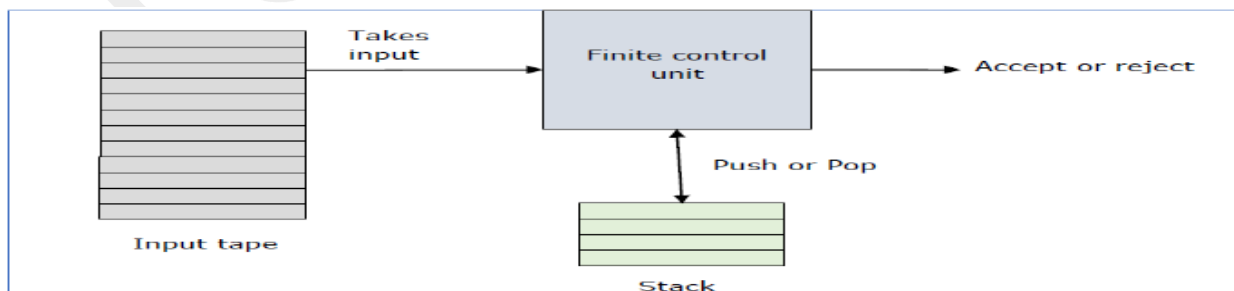 Takes
input
Finite control
unit
Accept or reject
Push or Pop
Input tape
Stack